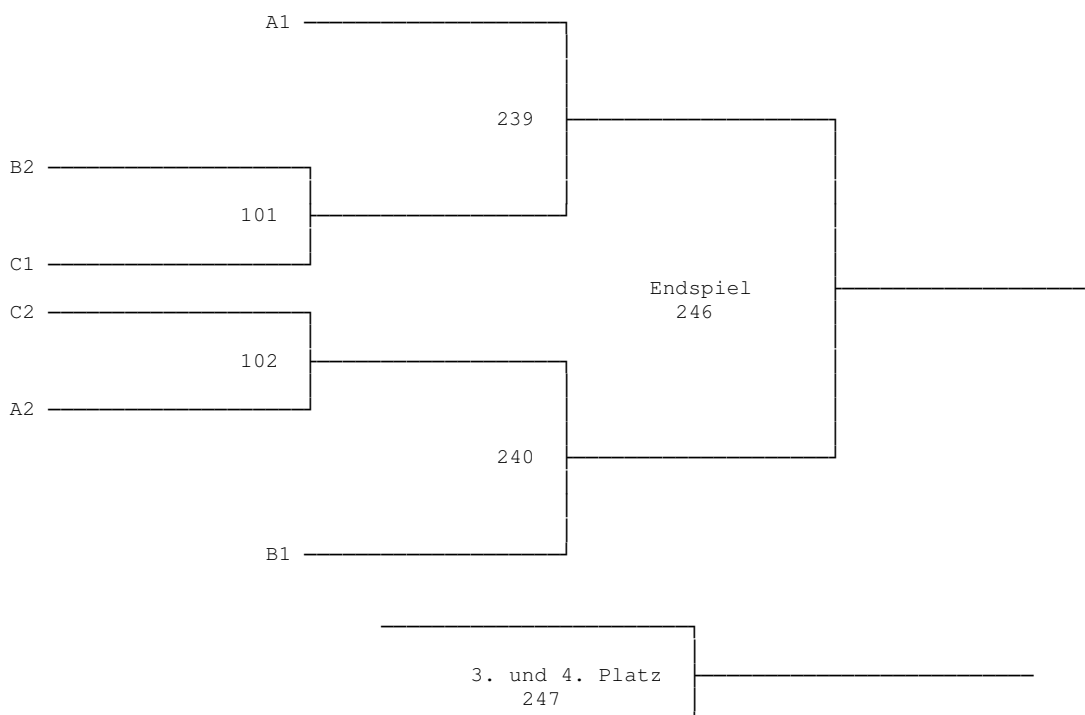 A1
239
B2
101
C1
Endspiel
246
C2
102
A2
240
B1
3. und 4. Platz
247